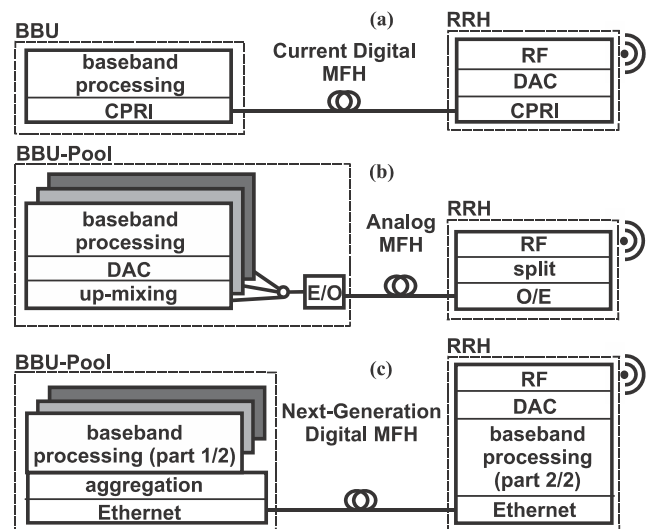 (a)
BBU
RRH
baseband
processing
CPRI
Current Digital
MFH
RF
DAC
CPRI
BBU-Pool
(b)
RRH
baseband
processing
DAC
up-mixing
E/O
Analog
MFH
RF
split
O/E
BBU-Pool
(c)
RRH
baseband
processing (part 1/2)
aggregation
Ethernet
Next-Generation
Digital MFH
RF
DAC
baseband
processing
(part 2/2)
Ethernet